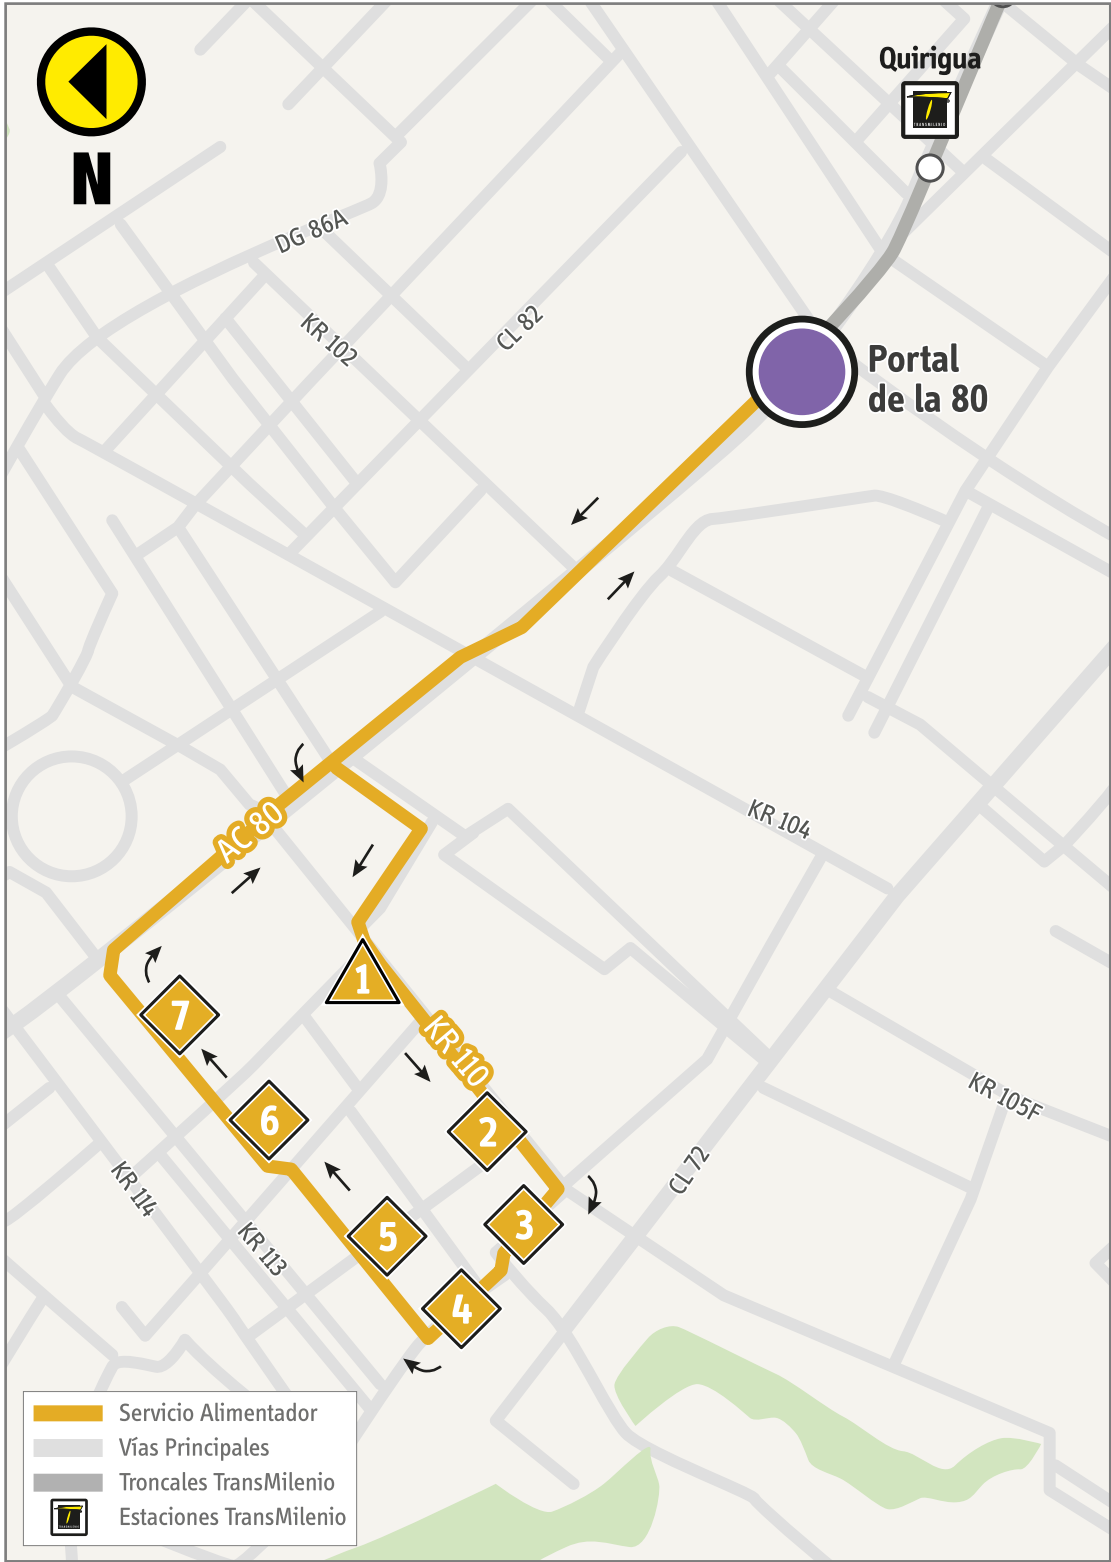 Quirigua
TRANSMILENIO
N
DG 86A
KR 102
CL 82
Portal
de la 80
AC 80
KR 104
1
7
KR 110
6
2
KR 105F
KR 114
CL 72
3
5
KR 113
4
Servicio Alimentador
Vías Principales
Troncales TransMilenio
Estaciones TransMilenio